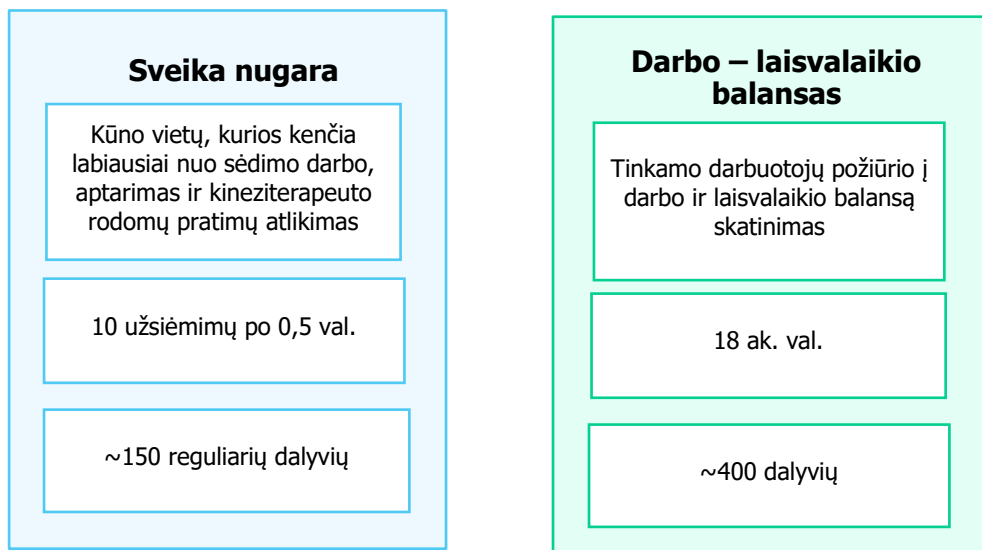 Sveika nugara
Kūno vietų, kurios kenčia
labiausiai nuo sėdimo darbo,
aptarimas ir kineziterapeuto
rodomų pratimų atlikimas
10 užsiėmimų po 0,5 val.
~150 reguliarių dalyvių
Darbo – laisvalaikio
balansas
Tinkamo darbuotojų požiūrio į
darbo ir laisvalaikio balansą
skatinimas
18 ak. val.
~400 dalyvių